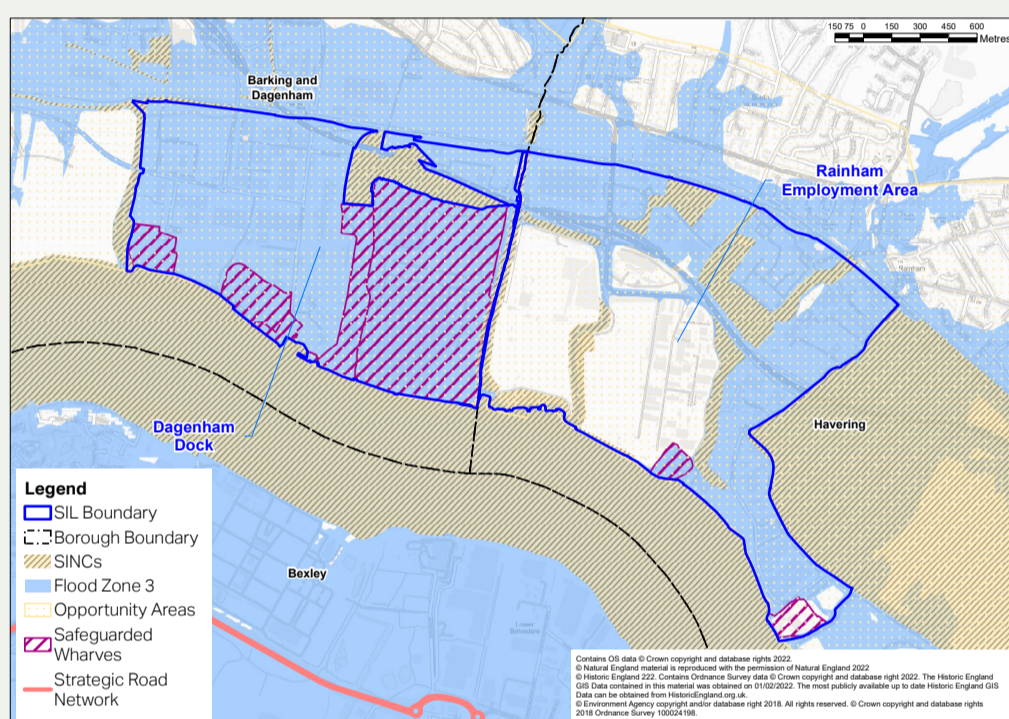 150 75 0 150 300 450 600
Metres
Barking and
Dagenham
Rainham
Employment Area
Rainham
Havering
Dagenham
Dock
Legend
SIL Boundary
Borough Boundary
SINCs
Flood Zone 3
Opportunity Areas
Safeguarded
Wharves
Strategic Road
Network
Bexley
Lower
Belvedere
Contains OS data © Crown copyright and database rights 2022.
© Natural England material is reproduced with the permission of Natural England 2022
© Historic England 222. Contains Ordnance Survey data © Crown copyright and database right 2022. The Historic England
GIS Data contained in this material was obtained on 01/02/2022. The most publicly available up to date Historic England GIS
Data can be obtained from HistoricEngland.org.uk.
© Environment Agency copyright and/or database right 2018. All rights reserved. © Crown copyright and database rights
2018 Ordnance Survey 100024198.